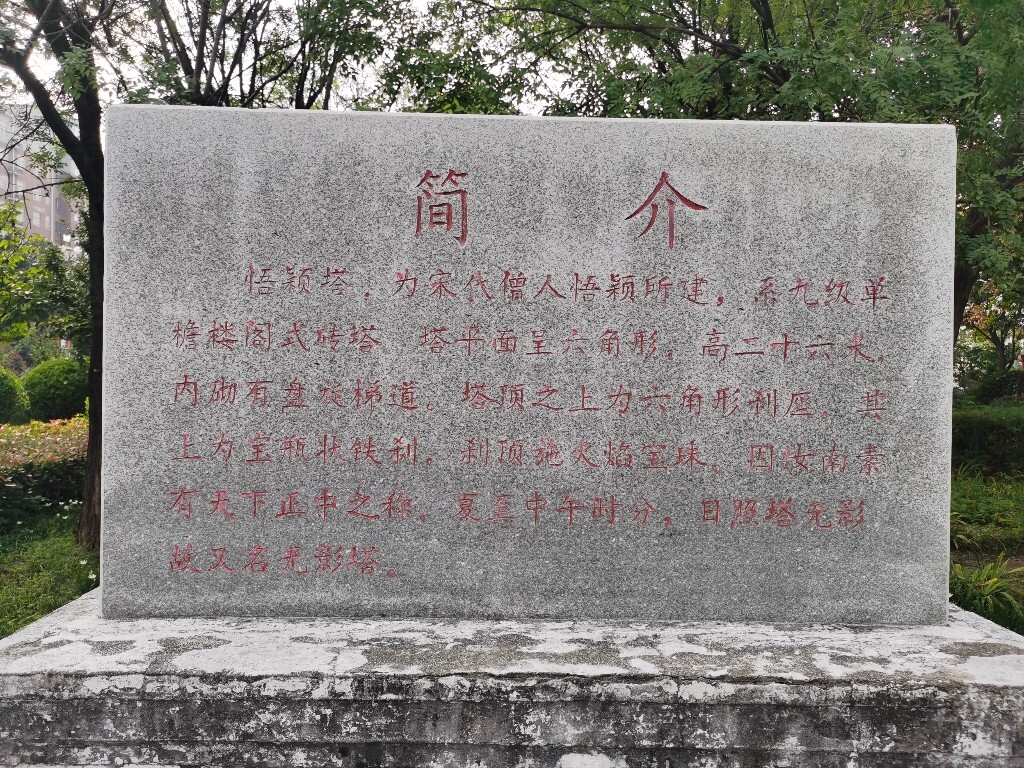 简 介
悟颖塔，为宋代僧人悟颖所建，系九级单
檐楼阁式砖塔 塔平面呈六角形，高二十六米，
内砌有盘旋梯道。塔顶之上为六角形刹座，其
上为宝瓶状铁刹，刹顶施火焰宝珠，因汝南素
有天下正中之称，夏至中午时分，日照塔无影
故又名无影塔。